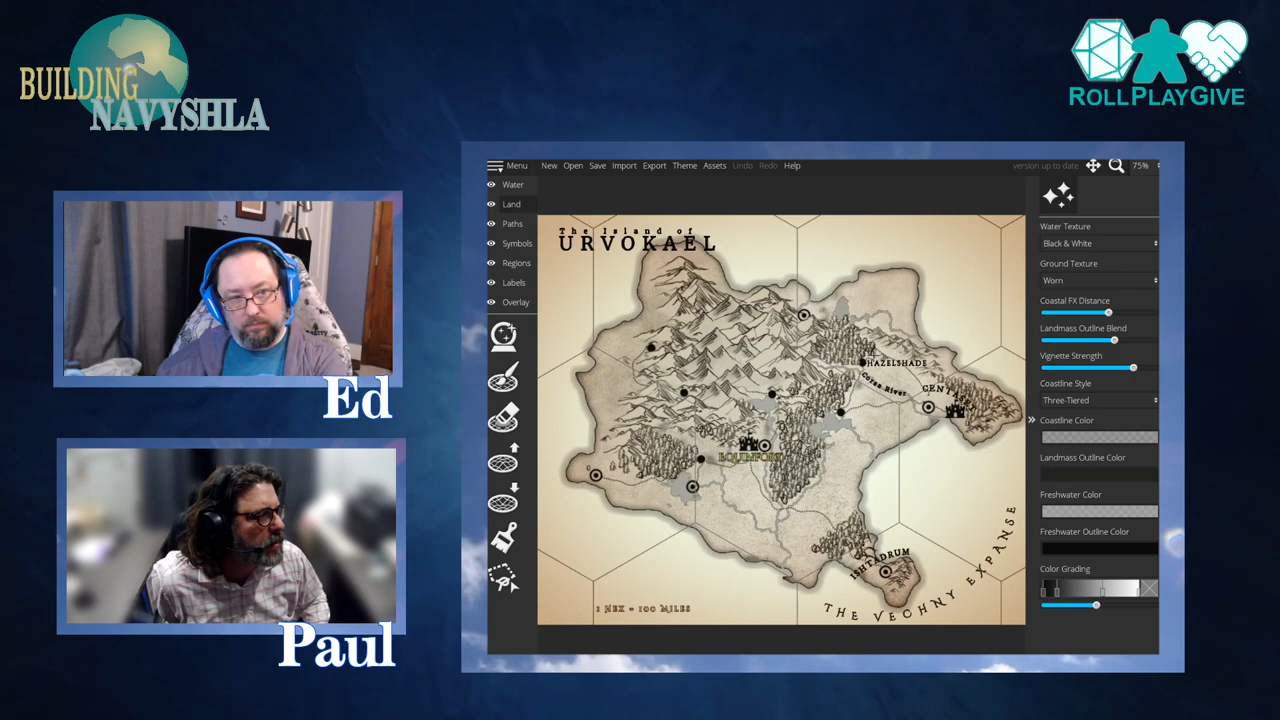 BUILDING
NAVYSHLA
ROLLPLAYGIVE
Ed
Paul
Menu New Open Save Import Export Theme Assets Undo Redo Help version up to date 75%
Water
Land
Paths
Symbols
Regions
Labels
Overlay
The Island of
URVOKAEL
HAZELSHADE
River
EQUINFORT
ISHTADRUM
THE VECHNY EXPANSE
1 HEX = 100 MILES
Water Texture
Black & White
Ground Texture
Worn
Coastal FX Distance
Landmass Outline Blend
Vignette Strength
Coastline Style
Three-Tiered
Coastline Color
Landmass Outline Color
Freshwater Color
Freshwater Outline Color
Color Grading